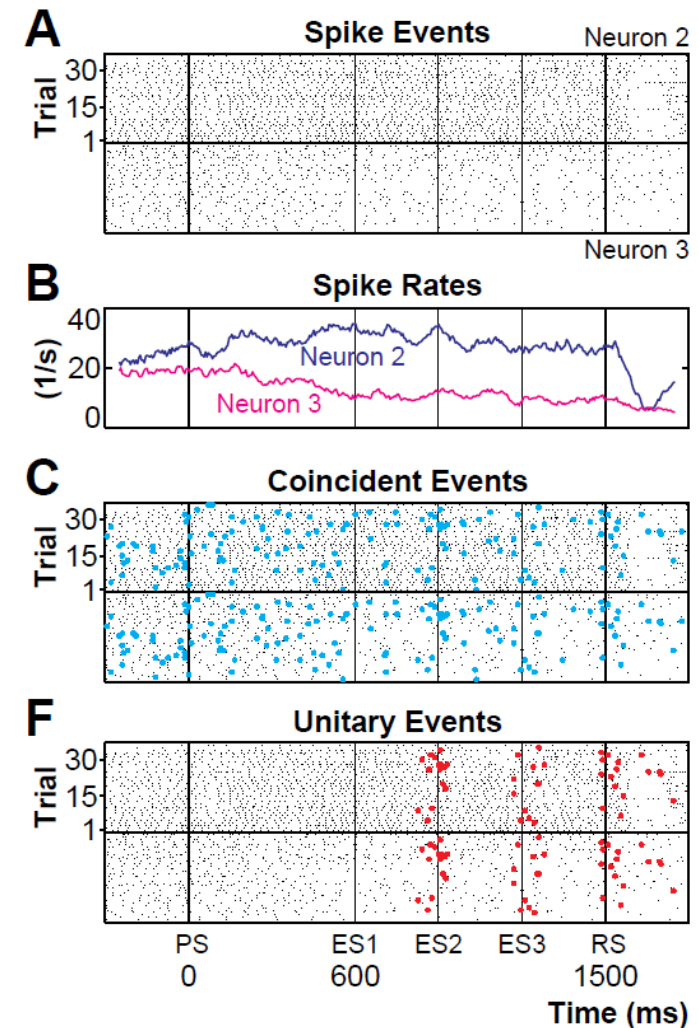 A
Spike Events
Neuron 2
Trial
30
15
1
Neuron 3
B
Spike Rates
(1/s)
40
20
0
Neuron 2
Neuron 3
C
Coincident Events
Trial
30
15
1
F
Unitary Events
Trial
30
15
1
PS ES1 ES2 ES3 RS
0 600 1500
Time (ms)